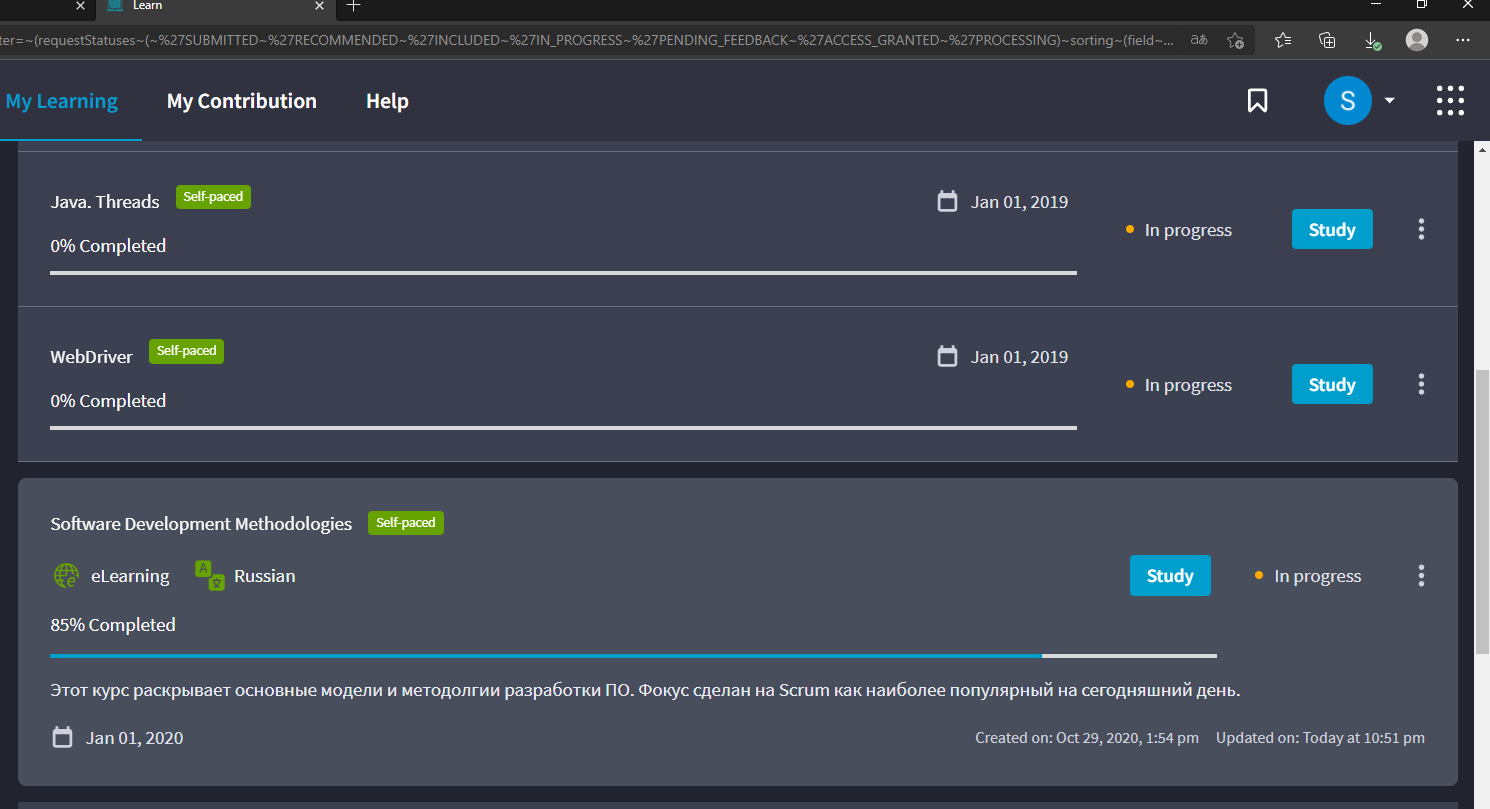 Learn
ter=~(requestStatuses~(~%27SUBMITTED~%27RECOMMENDED~%27INCLUDED~%27IN_PROGRESS~%27PENDING_FEEDBACK~%27ACCESS_GRANTED~%27PROCESSING)~sorting~(field~...
My Learning My Contribution Help S
Java. Threads Self-paced Jan 01, 2019
In progress Study
0% Completed
WebDriver Self-paced Jan 01, 2019
In progress Study
0% Completed
Software Development Methodologies Self-paced
eLearning Russian Study In progress
85% Completed
Этот курс раскрывает основные модели и методолгии разработки ПО. Фокус сделан на Scrum как наиболее популярный на сегодняшний день.
Jan 01, 2020 Created on: Oct 29, 2020, 1:54 pm Updated on: Today at 10:51 pm